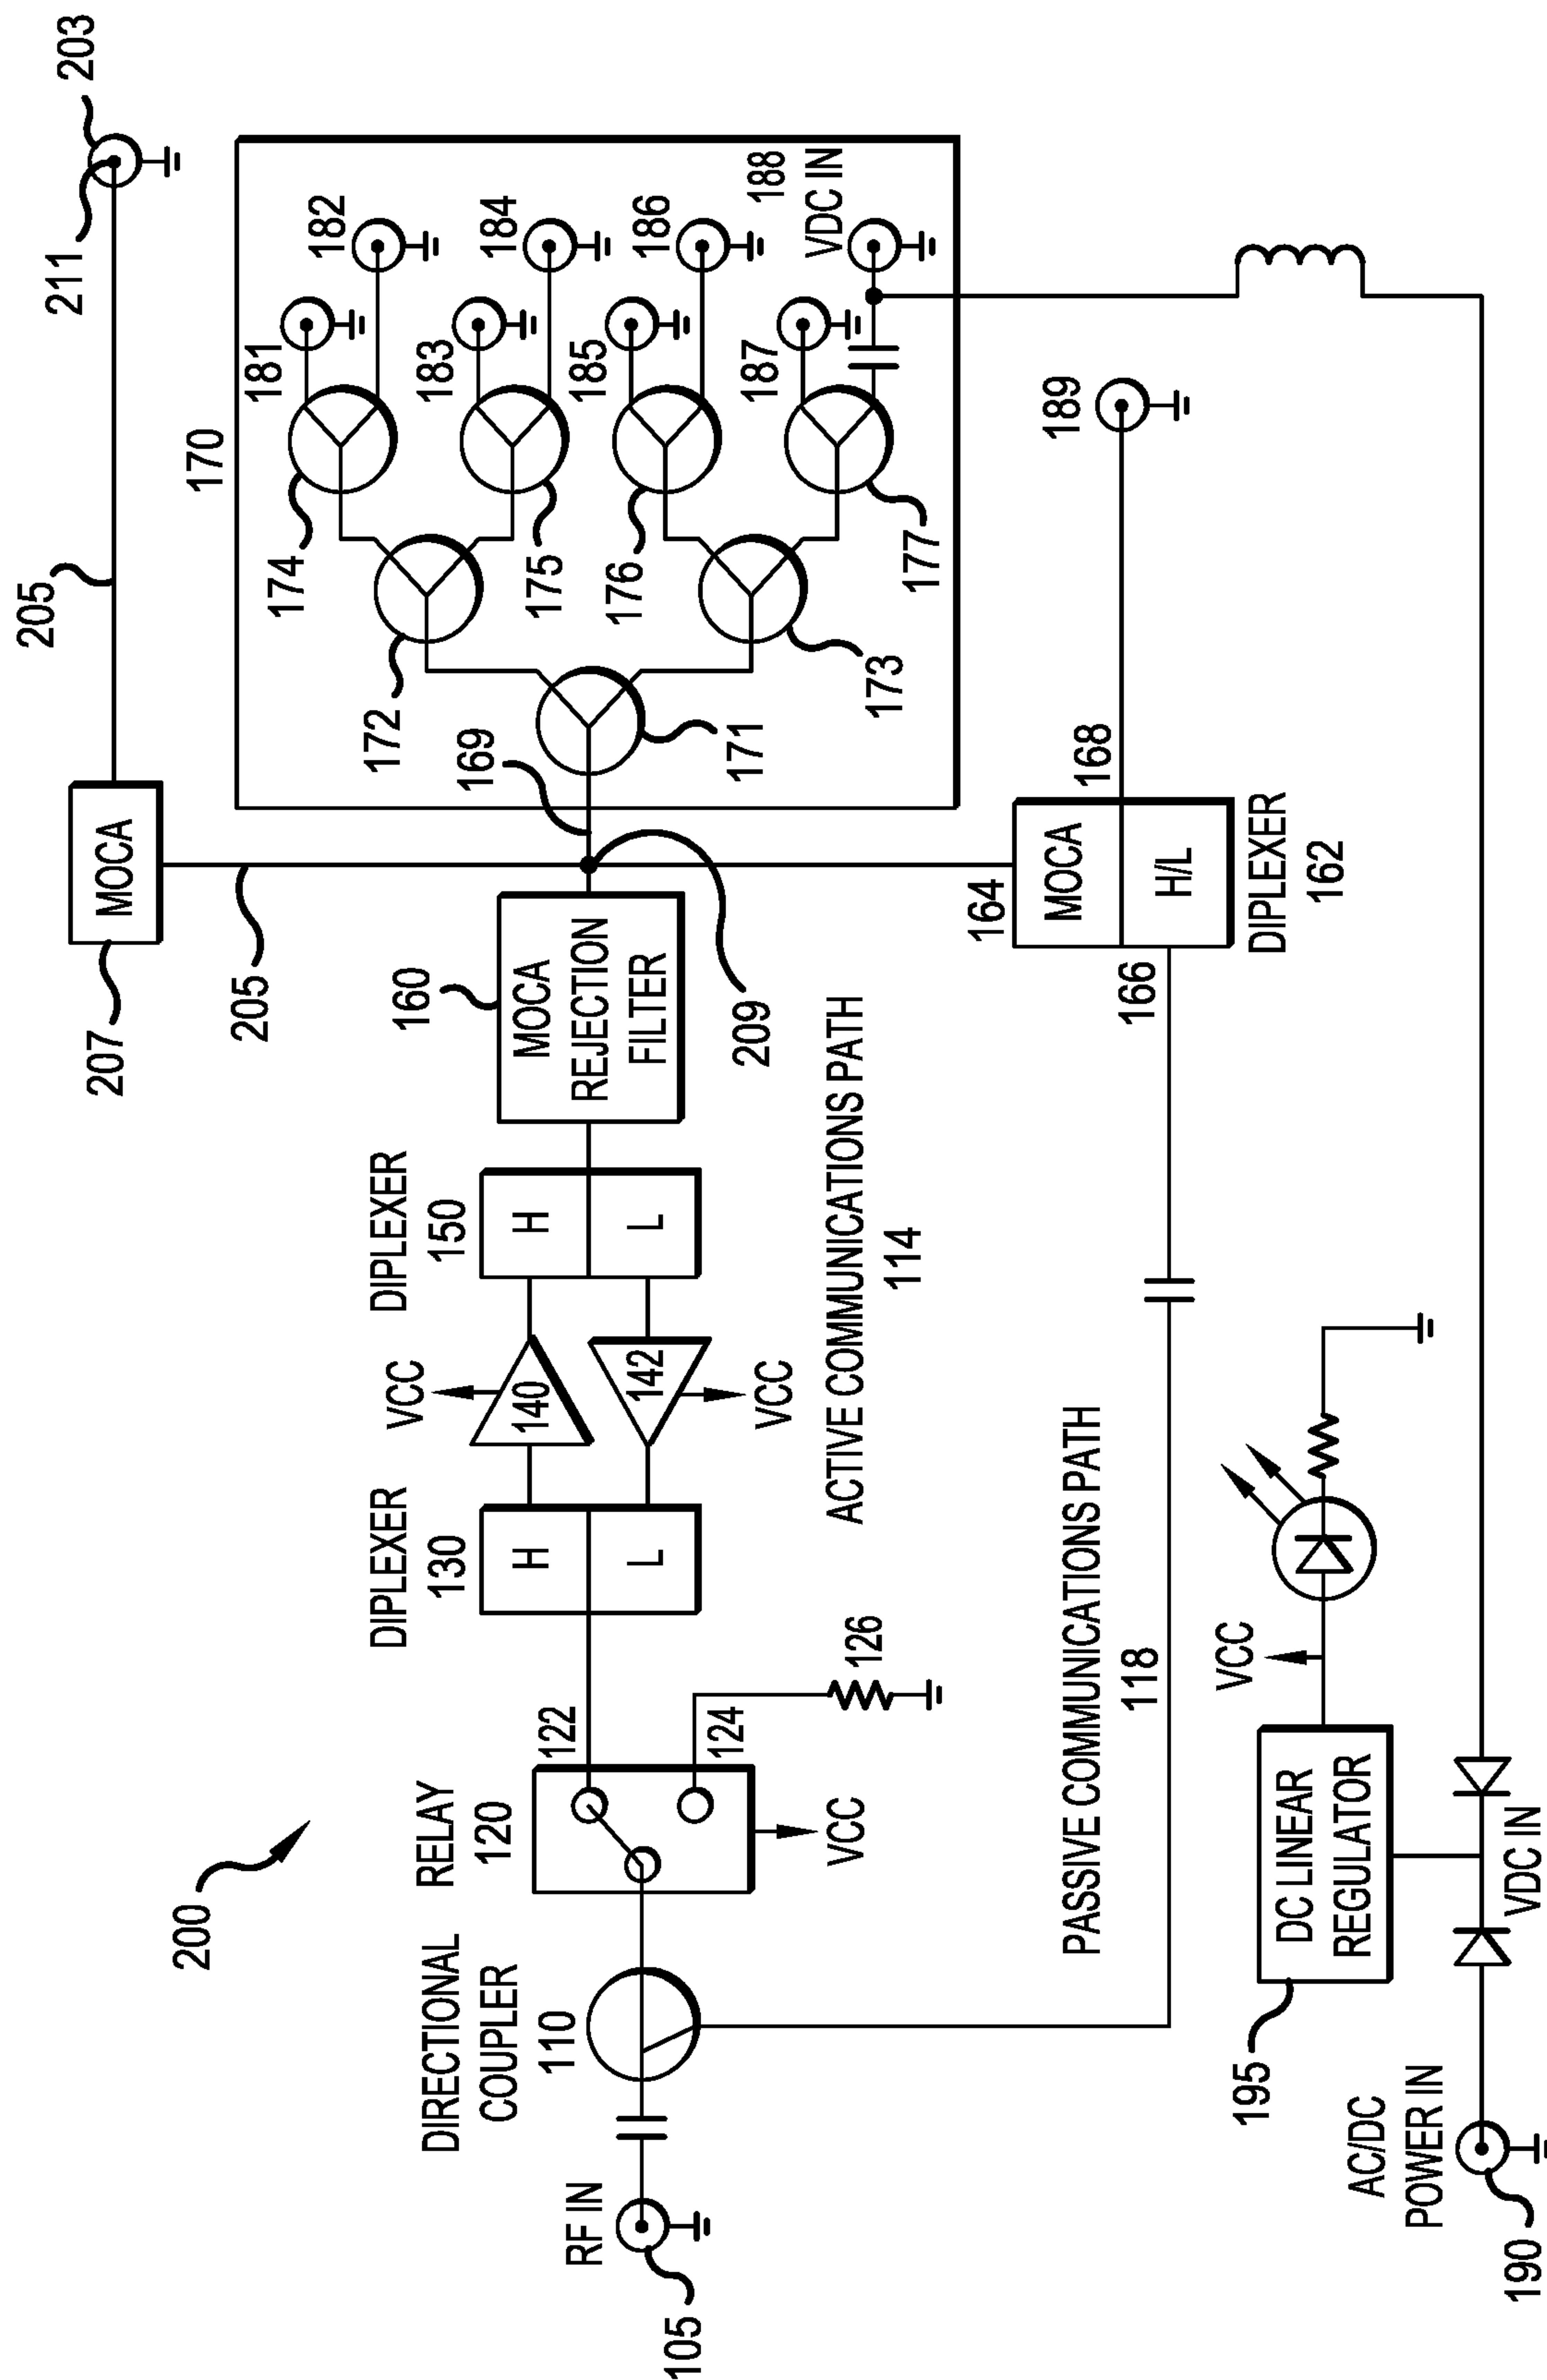 200
203
211
205
MOCA
207
205
170
181
182
183
184
185
186
187
188
VDC IN
174
175
176
177
172
173
171
169
209
189
MOCA
REJECTION
FILTER
160
DIPLEXER
150
H
L
VCC
140
142
VCC
DIPLEXER
130
H
L
ACTIVE COMMUNICATIONS PATH
114
RELAY
120
122
124
126
VCC
DIRECTIONAL
COUPLER
110
RF IN
105
PASSIVE COMMUNICATIONS PATH
118
164
MOCA
168
166
H/L
DIPLEXER
162
VCC
DC LINEAR
REGULATOR
195
VDC IN
AC/DC
POWER IN
190